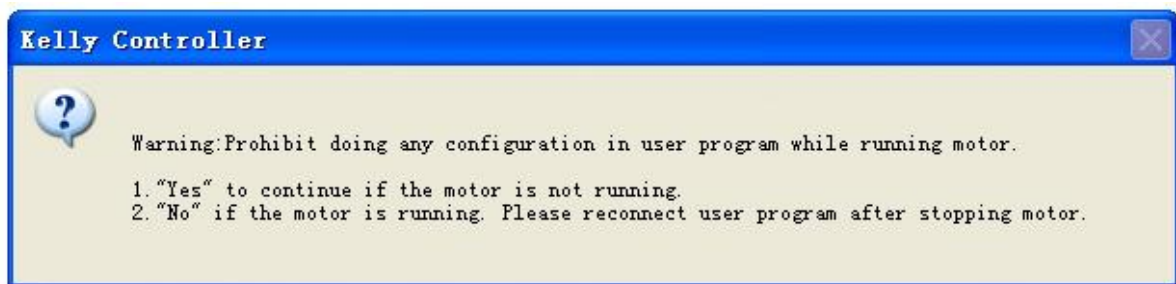 Kelly Controller
?
Warning:Prohibit doing any configuration in user program while running motor.
1."Yes" to continue if the motor is not running.
2."No" if the motor is running. Please reconnect user program after stopping motor.